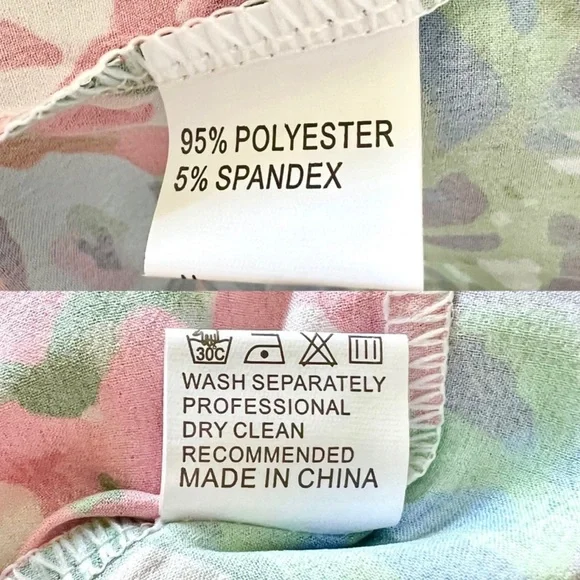 95% POLYESTER
5% SPANDEX
30C
WASH SEPARATELY
PROFESSIONAL
DRY CLEAN
RECOMMENDED
MADE IN CHINA